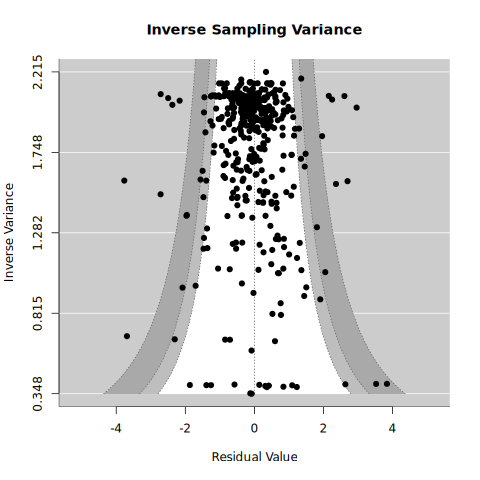 Inverse Sampling Variance
2.215
1.748
1.282
0.815
0.348
Inverse Variance
-4 -2 0 2 4
Residual Value